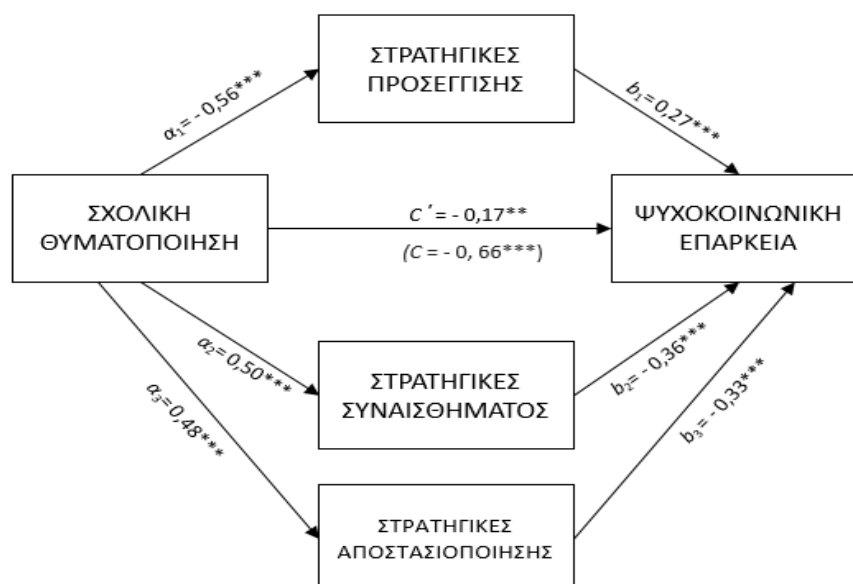 ΣΤΡΑΤΗΓΙΚΕΣ
ΠΡΟΣΕΓΓΙΣΗΣ
α₁= - 0,56***
b₁= 0,27***
ΣΧΟΛΙΚΗ
ΘΥΜΑΤΟΠΟΙΗΣΗ
C ΄= - 0,17**
(C = - 0, 66***)
ΨΥΧΟΚΟΙΝΩΝΙΚΗ
ΕΠΑΡΚΕΙΑ
α₂=0,50***
b₂= - 0,36***
α₃=0,48***
b₃= - 0,33***
ΣΤΡΑΤΗΓΙΚΕΣ
ΣΥΝΑΙΣΘΗΜΑΤΟΣ
ΣΤΡΑΤΗΓΙΚΕΣ
ΑΠΟΣΤΑΣΙΟΠΟΙΗΣΗΣ